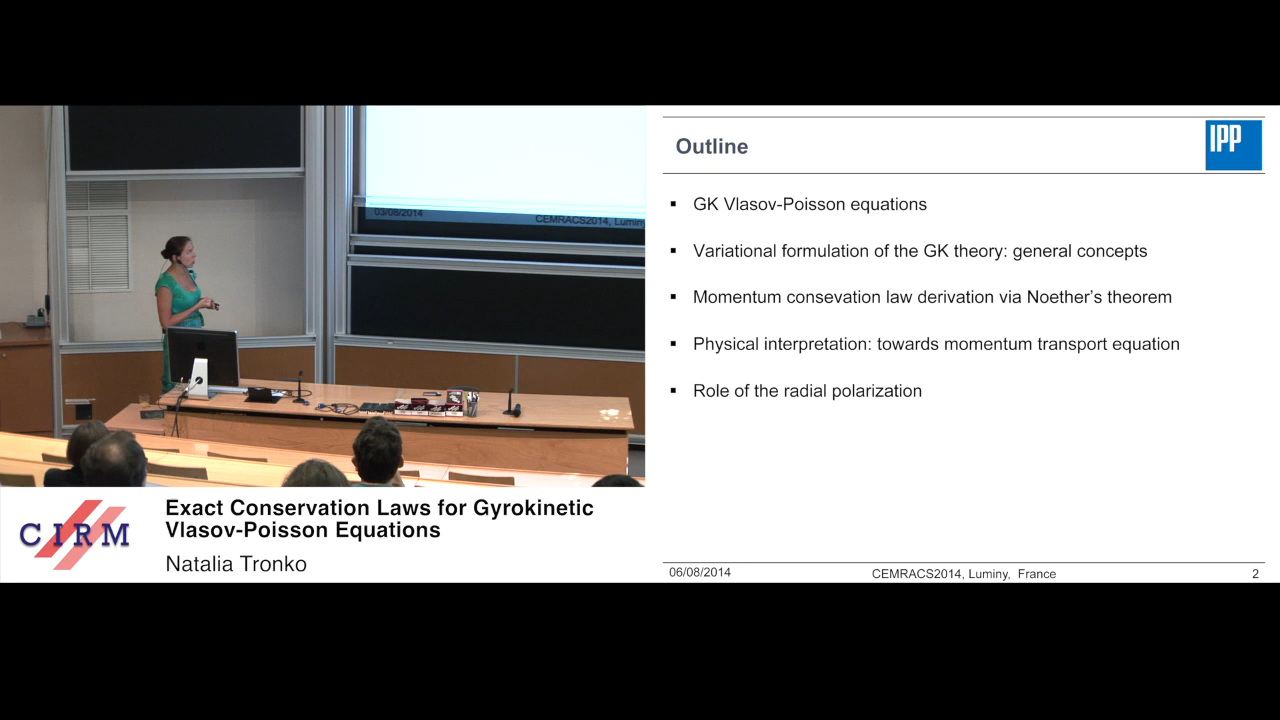 03/08/2014
CEMRACS2014, Luminy
CIRM
Exact Conservation Laws for Gyrokinetic
Vlasov-Poisson Equations
Natalia Tronko
Outline
IPP
▪ GK Vlasov-Poisson equations
▪ Variational formulation of the GK theory: general concepts
▪ Momentum consevation law derivation via Noether's theorem
▪ Physical interpretation: towards momentum transport equation
▪ Role of the radial polarization
06/08/2014
CEMRACS2014, Luminy, France
2